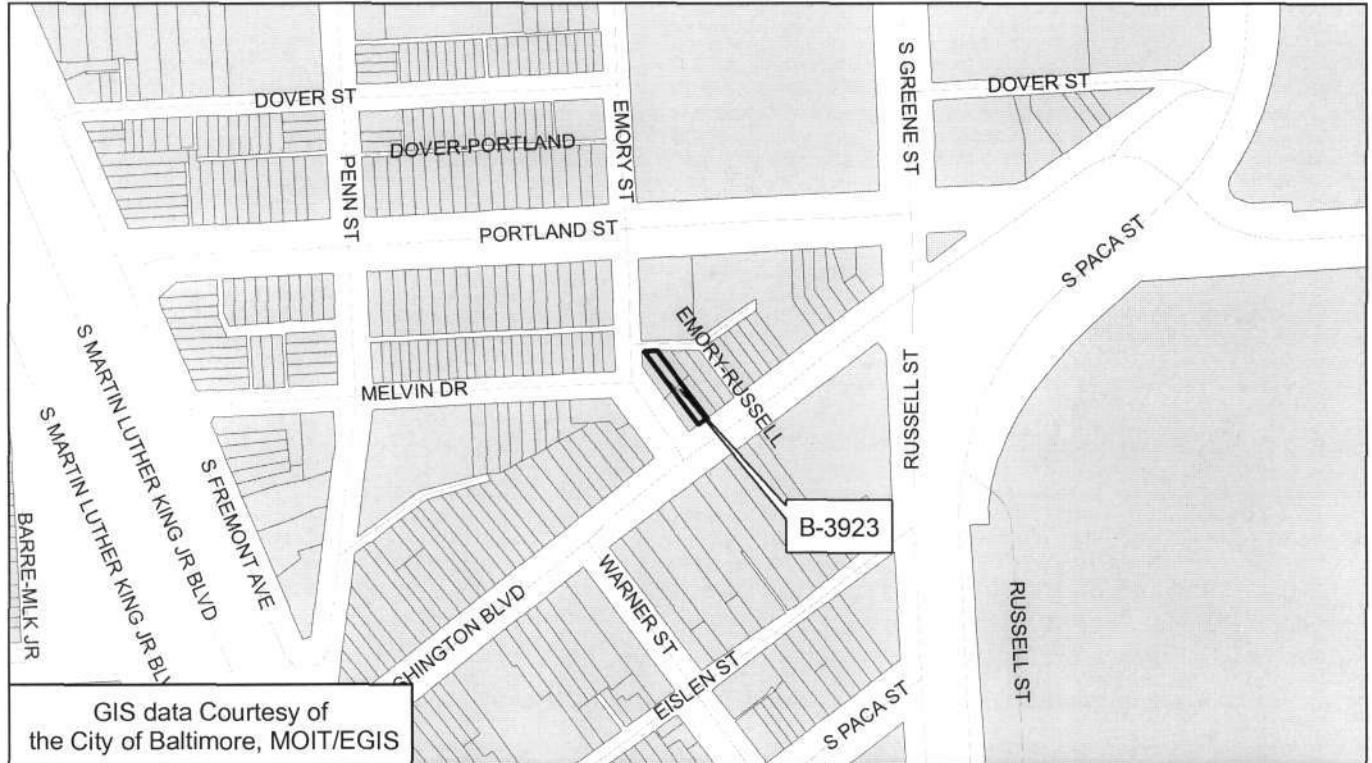 DOVER ST
DOVER ST
S GREENE ST
EMORY ST
DOVER-PORTLAND
PENN ST
PORTLAND ST
S PACA ST
EMORY-RUSSELL
S MARTIN LUTHER KING JR BLVD
RUSSELL ST
MELVIN DR
S MARTIN LUTHER KING JR BLV
S FREMONT AVE
B-3923
BARRE-MLK JR
WARNER ST
SHINGTON BLVD
RUSSELL ST
EISLEN ST
S PACA ST
GIS data Courtesy of
the City of Baltimore, MOIT/EGIS